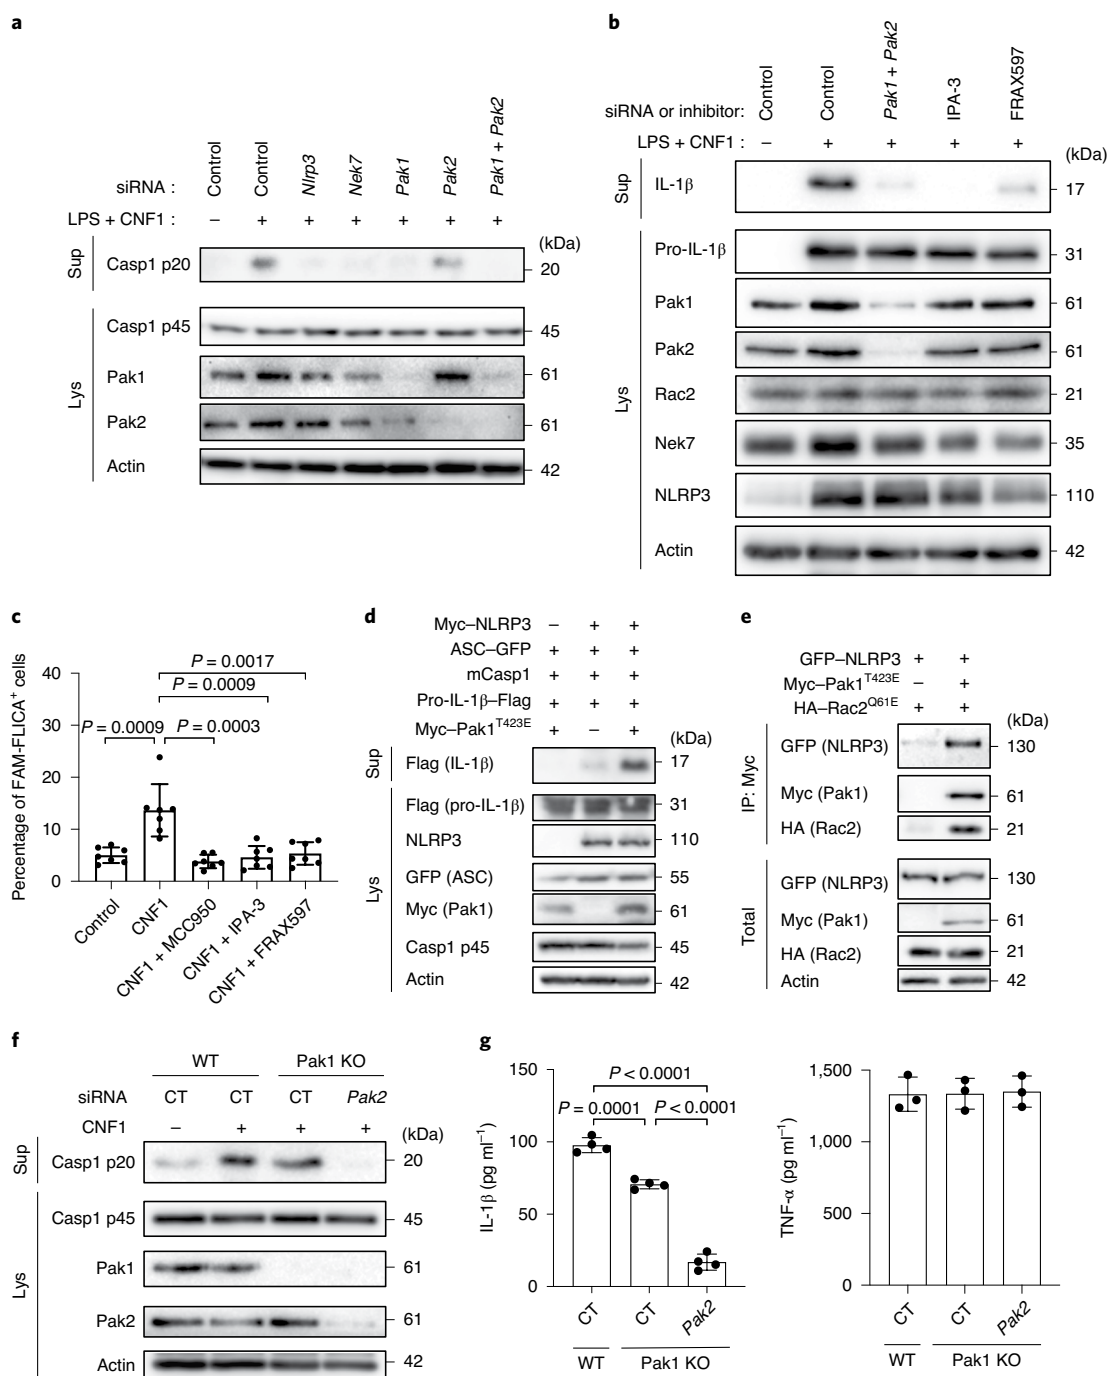 a
siRNA :
Control
Control
Nlrp3
Nek7
Pak1
Pak2
Pak1 + Pak2
LPS + CNF1 :
– + + + + + +
(kDa)
Sup
Casp1 p20
20
Lys
Casp1 p45
45
Pak1
61
Pak2
61
Actin
42
b
siRNA or inhibitor:
Control
Control
Pak1 + Pak2
IPA-3
FRAX597
LPS + CNF1 :
– + + + +
(kDa)
Sup
IL-1β
17
Lys
Pro-IL-1β
31
Pak1
61
Pak2
61
Rac2
21
Nek7
35
NLRP3
110
Actin
42
c
Percentage of FAM-FLICA⁺ cells
40
30
20
10
0
P = 0.0017
P = 0.0009
P = 0.0009
P = 0.0003
Control
CNF1
CNF1 + MCC950
CNF1 + IPA-3
CNF1 + FRAX597
d
Myc–NLRP3 – + +
ASC–GFP + + +
mCasp1 + + +
Pro-IL-1β–Flag + + +
Myc–Pak1ᵀ⁴²³ᴱ + – +
(kDa)
Sup
Flag (IL-1β)
17
Lys
Flag (pro-IL-1β)
31
NLRP3
110
GFP (ASC)
55
Myc (Pak1)
61
Casp1 p45
45
Actin
42
e
GFP–NLRP3 + +
Myc–Pak1ᵀ⁴²³ᴱ – +
HA–Rac2Q61E + +
(kDa)
IP: Myc
GFP (NLRP3)
130
Myc (Pak1)
61
HA (Rac2)
21
Total
GFP (NLRP3)
130
Myc (Pak1)
61
HA (Rac2)
21
Actin
42
f
WT
Pak1 KO
siRNA CT CT CT Pak2
CNF1 – + + +
(kDa)
Sup
Casp1 p20
20
Lys
Casp1 p45
45
Pak1
61
Pak2
61
Actin
42
g
IL-1β (pg ml⁻¹)
150
100
50
0
P < 0.0001
P = 0.0001
P < 0.0001
CT
CT
Pak2
WT
Pak1 KO
TNF-α (pg ml⁻¹)
1,500
1,000
500
0
CT
CT
Pak2
WT
Pak1 KO